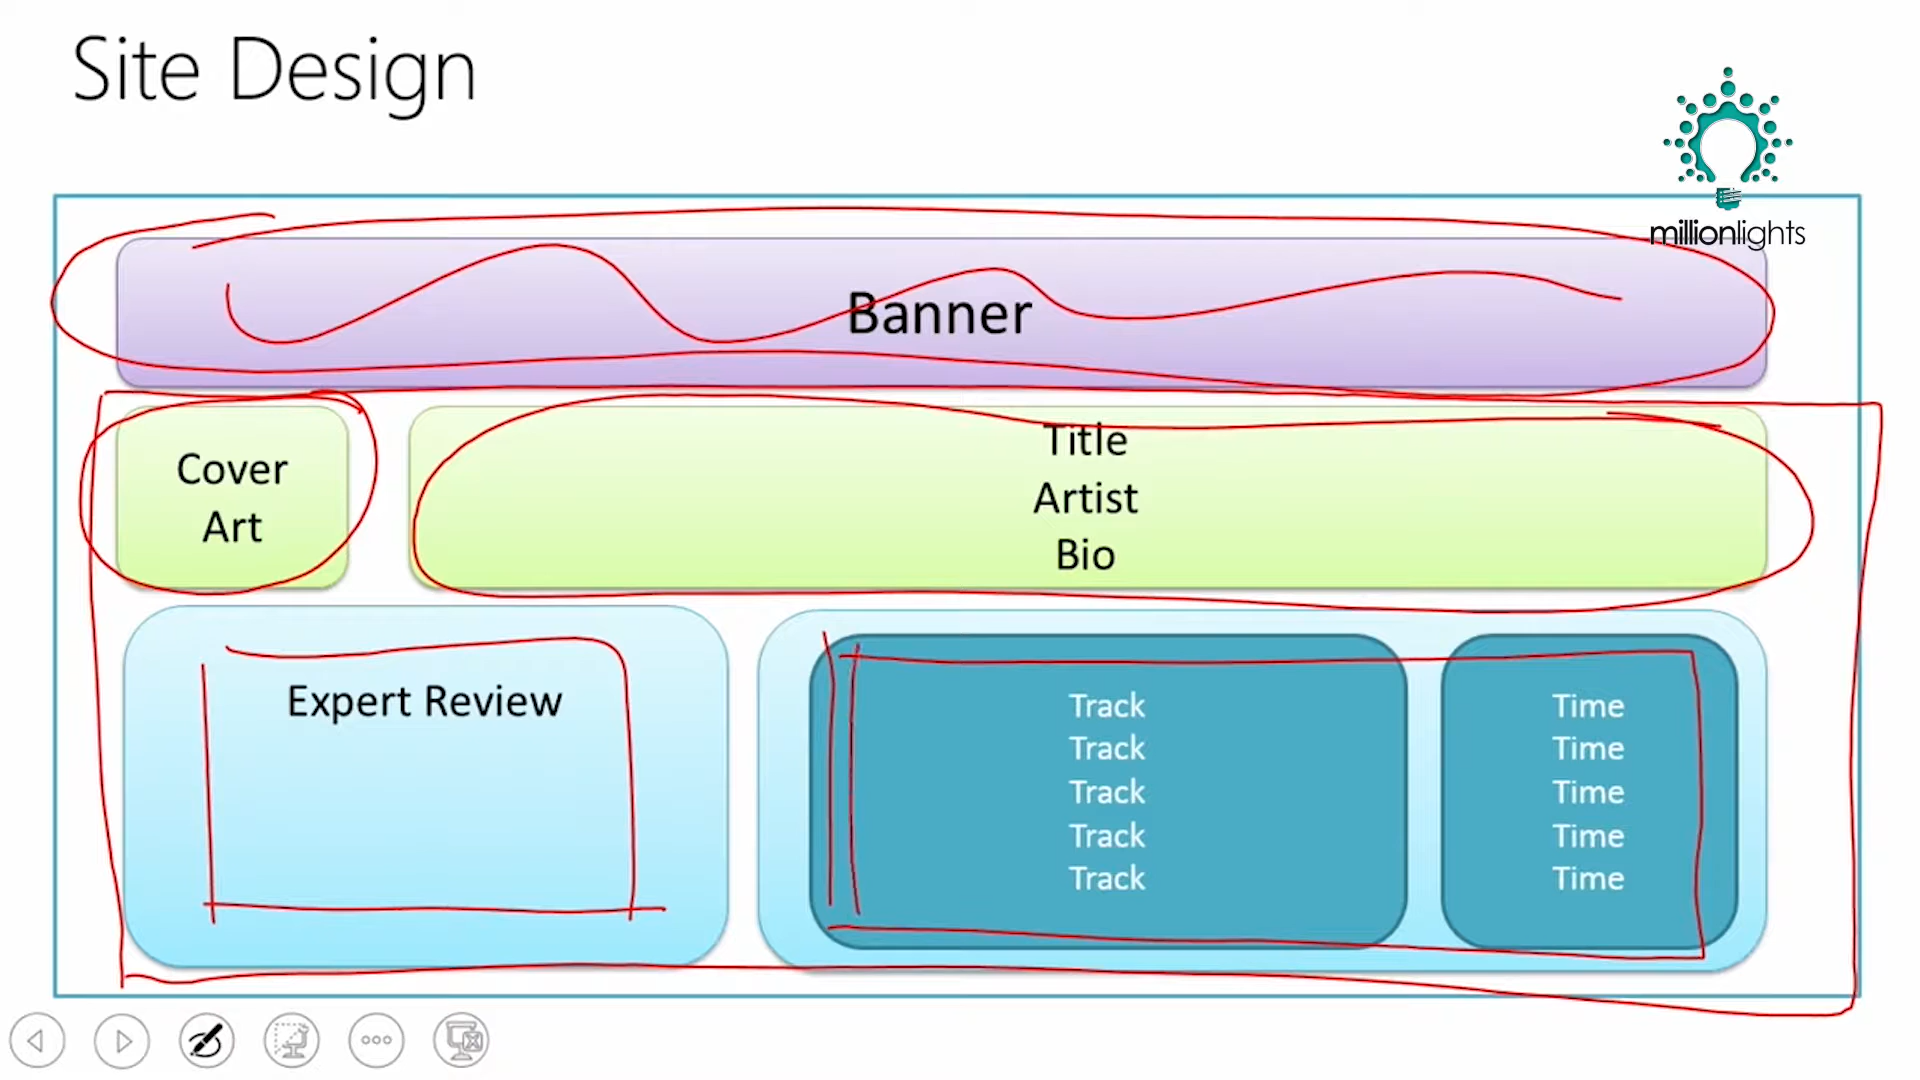 Site Design
millionlights
Banner
Cover
Art
Title
Artist
Bio
Expert Review
Track
Track
Track
Track
Track
Time
Time
Time
Time
Time